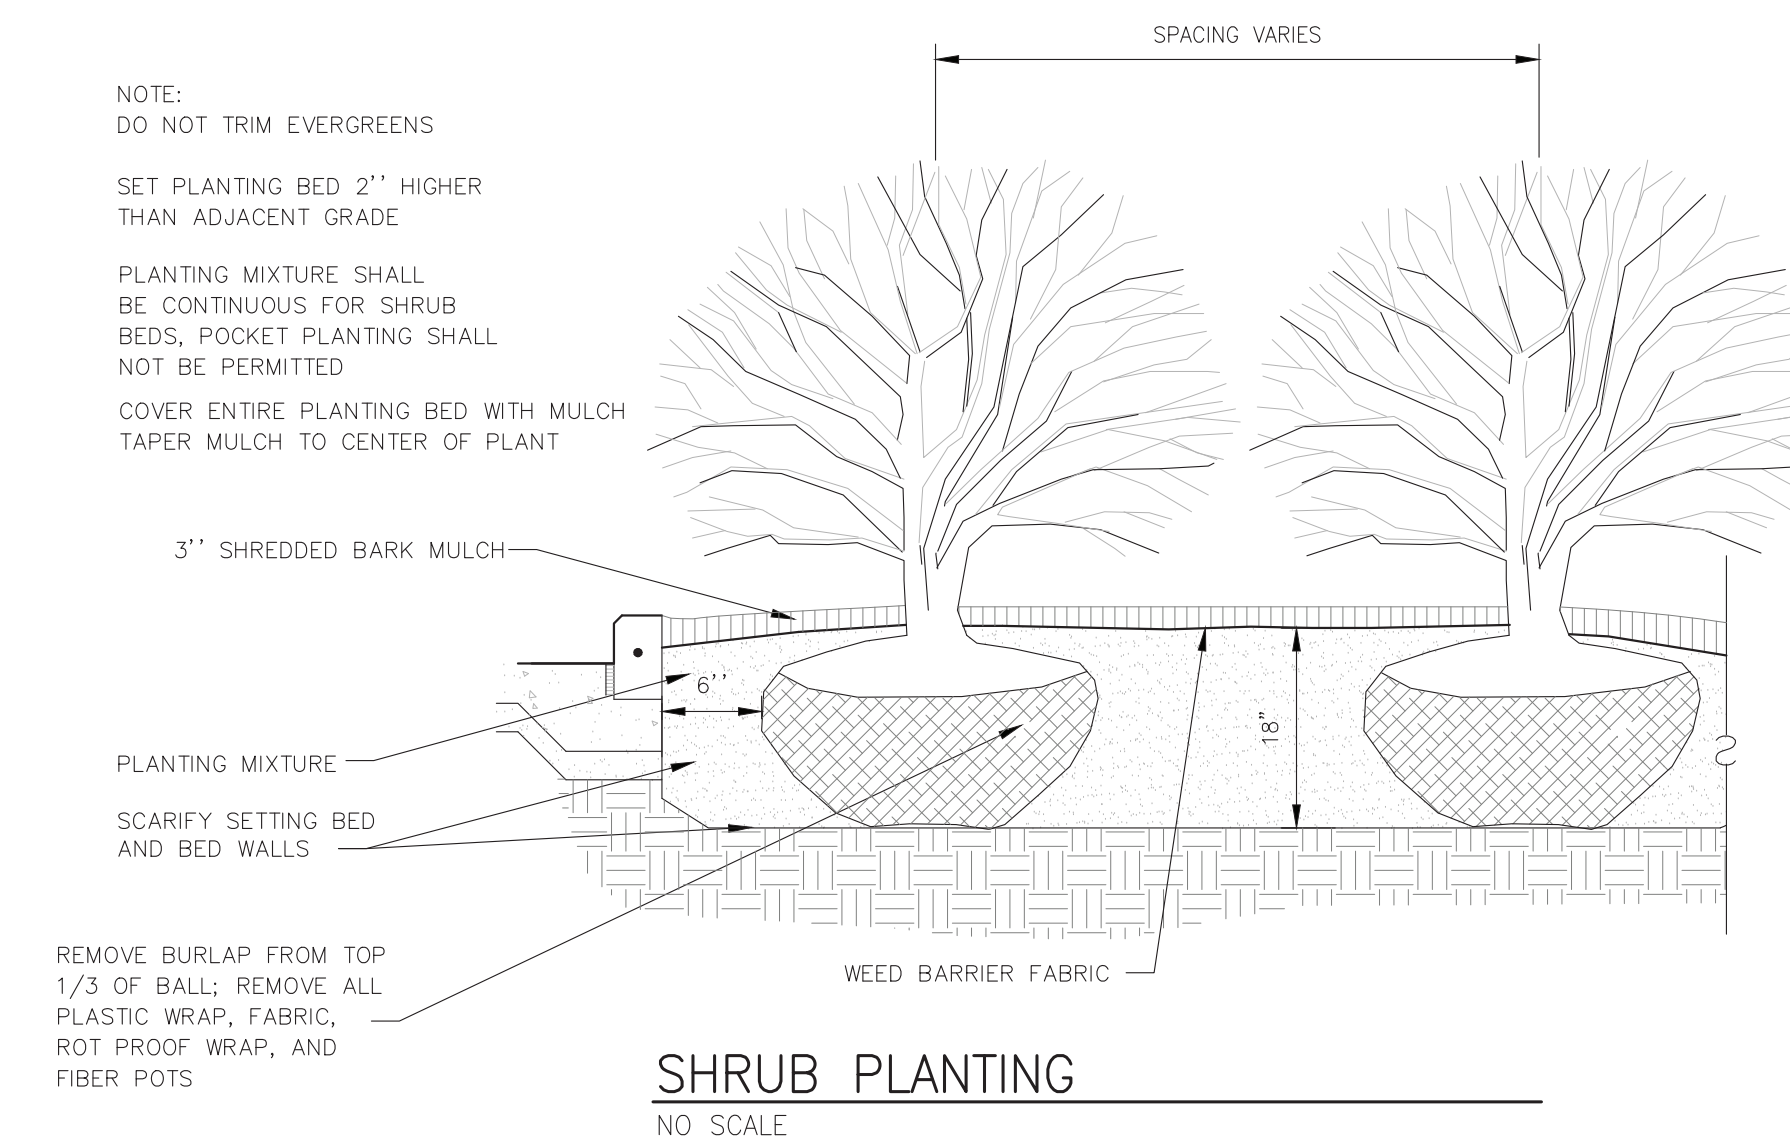 SPACING VARIES
NOTE:
DO NOT TRIM EVERGREENS
SET PLANTING BED 2'' HIGHER
THAN ADJACENT GRADE
PLANTING MIXTURE SHALL
BE CONTINUOUS FOR SHRUB
BEDS, POCKET PLANTING SHALL
NOT BE PERMITTED
COVER ENTIRE PLANTING BED WITH MULCH
TAPER MULCH TO CENTER OF PLANT
3'' SHREDDED BARK MULCH
6''
18"
PLANTING MIXTURE
SCARIFY SETTING BED
AND BED WALLS
REMOVE BURLAP FROM TOP
1/3 OF BALL; REMOVE ALL
PLASTIC WRAP, FABRIC,
ROT PROOF WRAP, AND
FIBER POTS
WEED BARRIER FABRIC
SHRUB PLANTING
NO SCALE